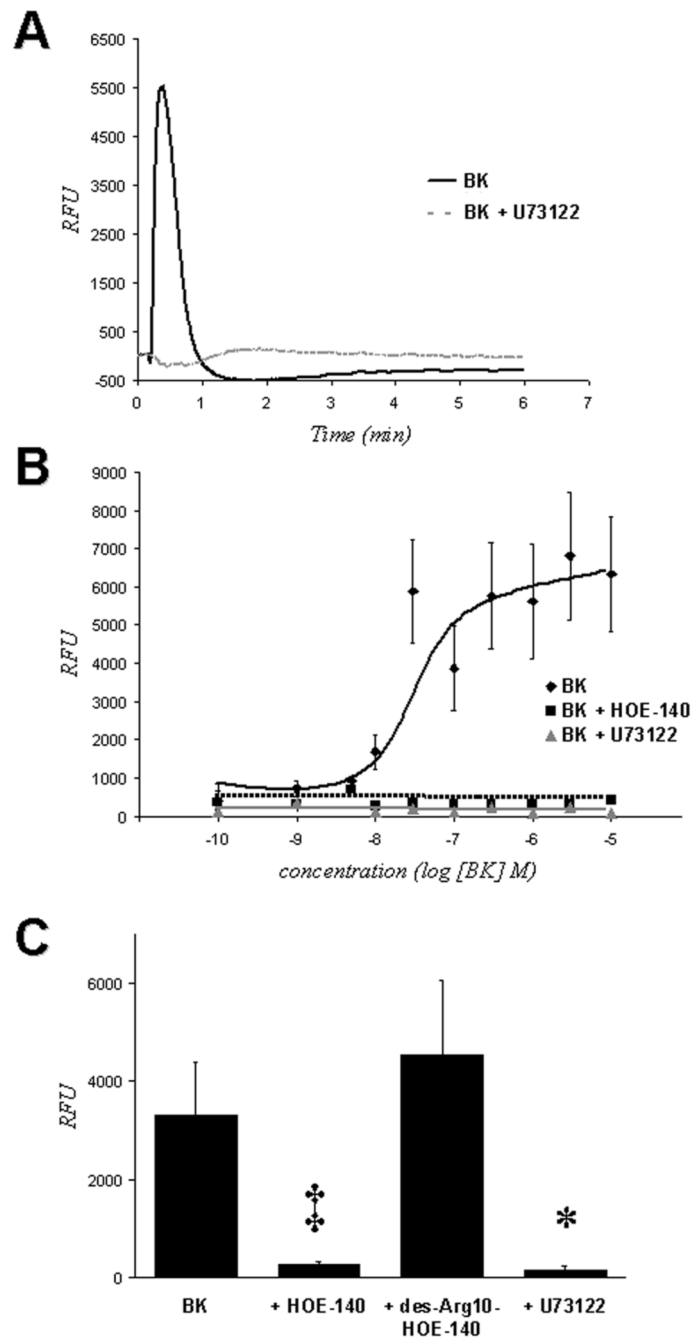 A
6500
5500
4500
3500
2500
1500
500
-500
RFU
BK
BK + U73122
0 1 2 3 4 5 6 7
Time (min)
B
9000
8000
7000
6000
5000
4000
3000
2000
1000
0
RFU
BK
BK + HOE-140
BK + U73122
-10 -9 -8 -7 -6 -5
concentration (log [BK] M)
C
6000
4000
2000
0
RFU
‡
*
BK + HOE-140 + des-Arg10- + U73122
HOE-140